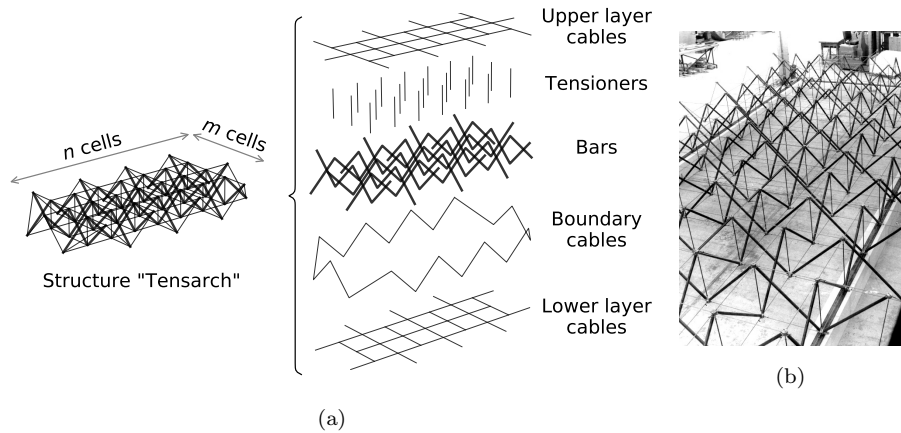 Upper layer
cables
Tensioners
n cells
m cells
Bars
Boundary
cables
Structure "Tensarch"
Lower layer
cables
(a)
(b)